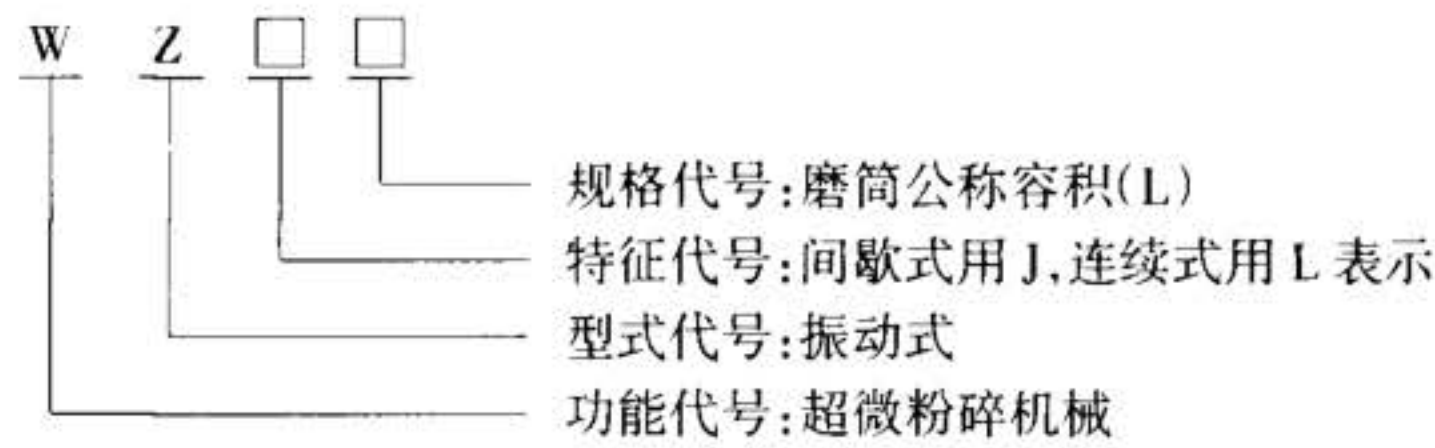 W Z □ □
规格代号:磨筒公称容积(L)
特征代号:间歇式用 J,连续式用 L 表示
型式代号:振动式
功能代号:超微粉碎机械